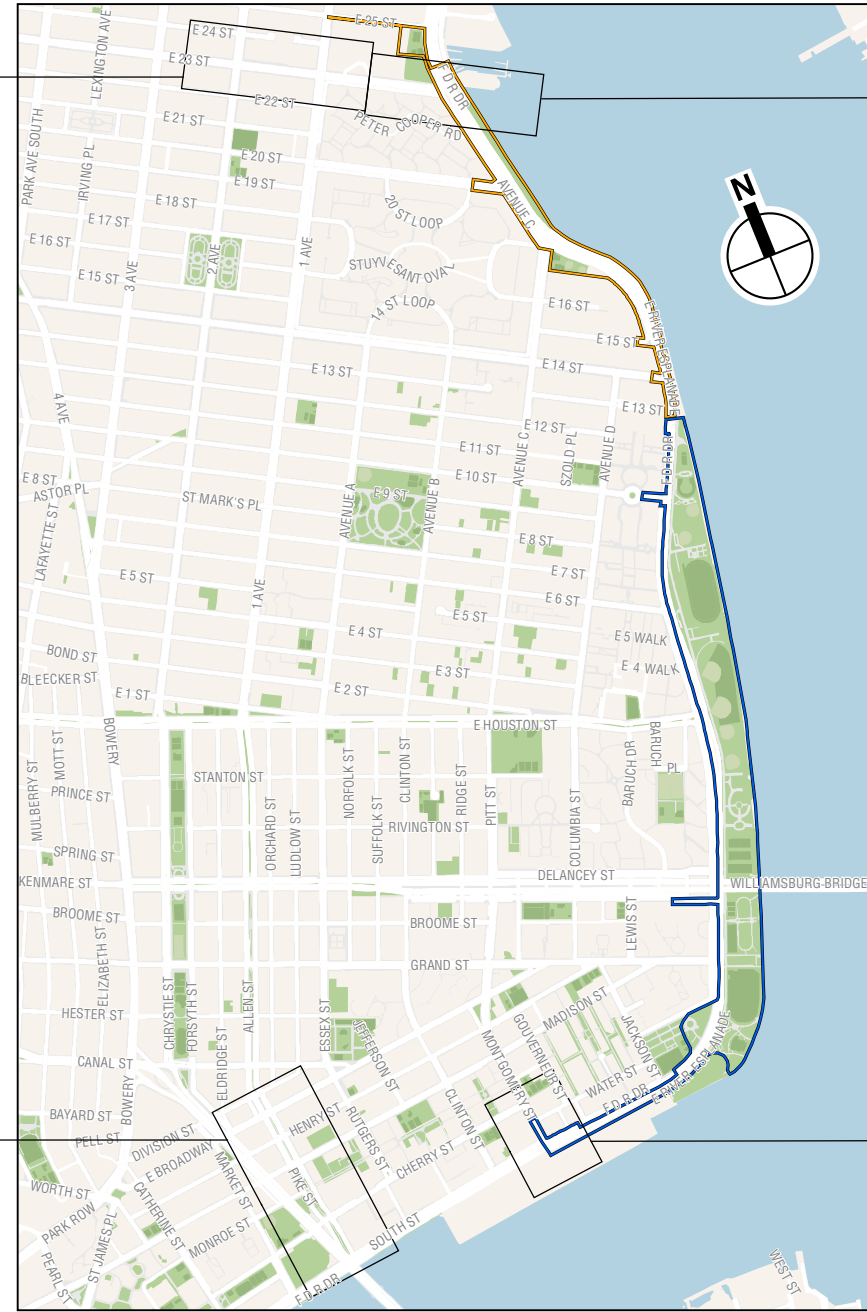 E 25 ST
E 24 ST
LEXINGTON AVE
E 23 ST
F D R DR
E 22 ST
E 21 ST
PETER COOPER RD
PARK AVE SOUTH
IRVING PL
E 20 ST
E 19 ST
E 18 ST
20 ST LOOP
AVENUE C
N
E 17 ST
E 16 ST
3 AVE
2 AVE
1 AVE
STUYVESANT OVAL
E 15 ST
14 ST LOOP
E 16 ST
E 15 ST
E RIVER ESPLANADE
E 14 ST
E 13 ST
4 AVE
E 13 ST
E 12 ST
E 11 ST
AVENUE C
SZOLD PL
AVENUE D
F D R DR
E 10 ST
E 8 ST
ASTOR PL
ST MARK'S PL
AVENUE A
E 9 ST
AVENUE B
LAFAYETTE ST
E 8 ST
E 7 ST
E 5 ST
1 AVE
E 6 ST
E 5 ST
E 4 ST
E 5 WALK
BOND ST
E 4 WALK
BLEECKER ST
E 3 ST
E 1 ST
E 2 ST
E HOUSTON ST
BOWERY
MULBERRY ST
MOTT ST
STANTON ST
NORFOLK ST
CLINTON ST
RIDGE ST
PITT ST
BARUCH DR
BARUCH
PL
PRINCE ST
ORCHARD ST
LUDLOW ST
SUFFOLK ST
RIVINGTON ST
COLUMBIA ST
SPRING ST
KENMARE ST
DELANCEY ST
WILLIAMSBURG BRIDGE
BROOME ST
BROOME ST
LEWIS ST
ELIZABETH ST
GRAND ST
CHRYSTIE ST
FORSYTH ST
ALLEN ST
HESTER ST
ESSEX ST
MADISON ST
GOUVERNEUR ST
JACKSON ST
E RIVER ESPLANADE
ELDRIDGE ST
JEFFERSON ST
MONTGOMERY ST
CANAL ST
WATER ST
F D R DR
BOWERY
CLINTON ST
BAYARD ST
HENRY ST
RUTGERS ST
PELL ST
DIVISION ST
E BROADWAY
CHERRY ST
MARKET ST
PIKE ST
WORTH ST
CATHERINE ST
PARK ROW
ST JAMES PL
MONROE ST
SOUTH ST
PEARL ST
F D R DR
WEST ST